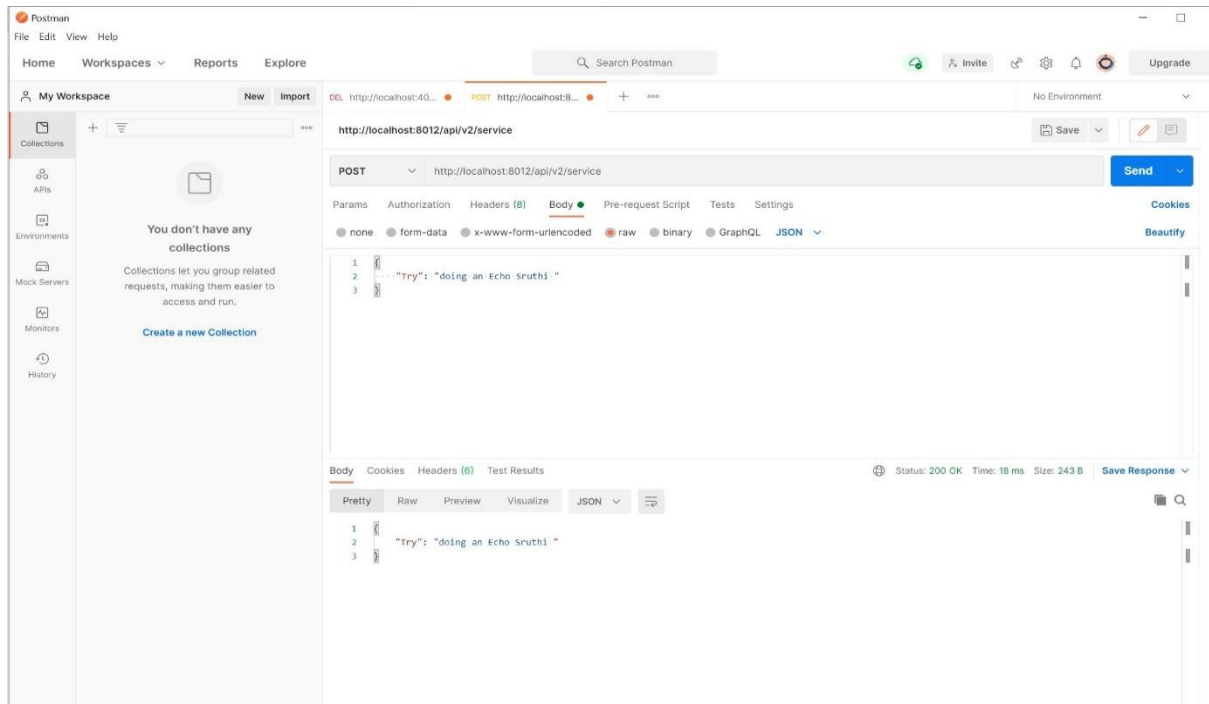 Postman
File Edit View Help
Home Workspaces Reports Explore Search Postman Invite Upgrade
My Workspace New Import DEL http://localhost:40... POST http://localhost:8... + ooo No Environment
Collections
APIs
Environments
Mock Servers
Monitors
History
You don't have any
collections
Collections let you group related
requests, making them easier to
access and run.
Create a new Collection
http://localhost:8012/api/v2/service Save
POST http://localhost:8012/api/v2/service Send
Params Authorization Headers (8) Body Pre-request Script Tests Settings Cookies
none form-data x-www-form-urlencoded raw binary GraphQL JSON Beautify
1 {
2 "Try": "doing an Echo Sruthi "
3 }
Body Cookies Headers (6) Test Results Status: 200 OK Time: 18 ms Size: 243 B Save Response
Pretty Raw Preview Visualize JSON
1 {
2 "Try": "doing an Echo Sruthi "
3 }